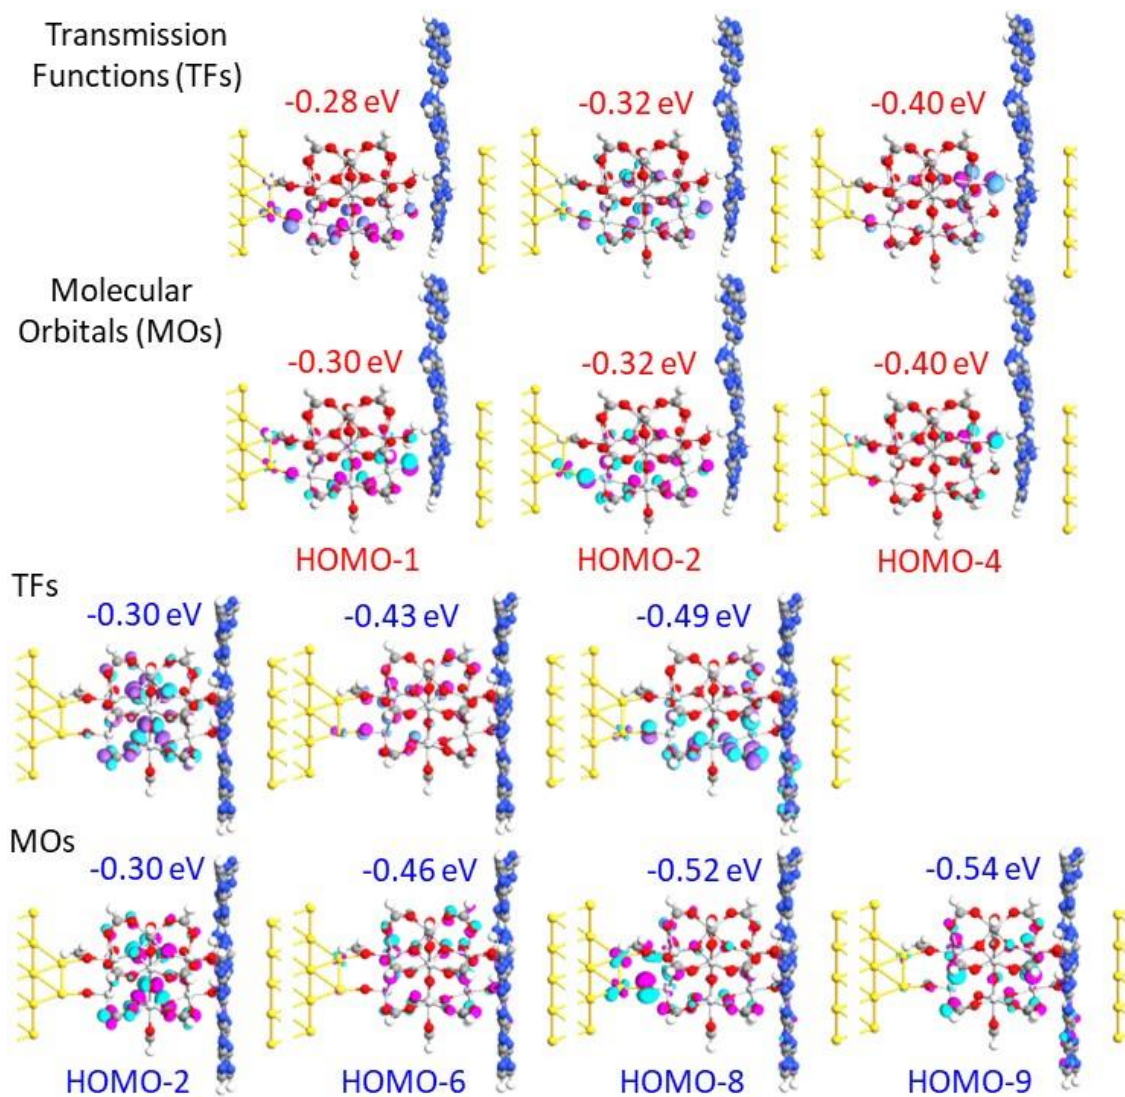 Transmission
Functions (TFs)
-0.28 eV -0.32 eV -0.40 eV
Molecular
Orbitals (MOs)
-0.30 eV -0.32 eV -0.40 eV
HOMO-1 HOMO-2 HOMO-4
TFs
-0.30 eV -0.43 eV -0.49 eV
MOs
-0.30 eV -0.46 eV -0.52 eV -0.54 eV
HOMO-2 HOMO-6 HOMO-8 HOMO-9